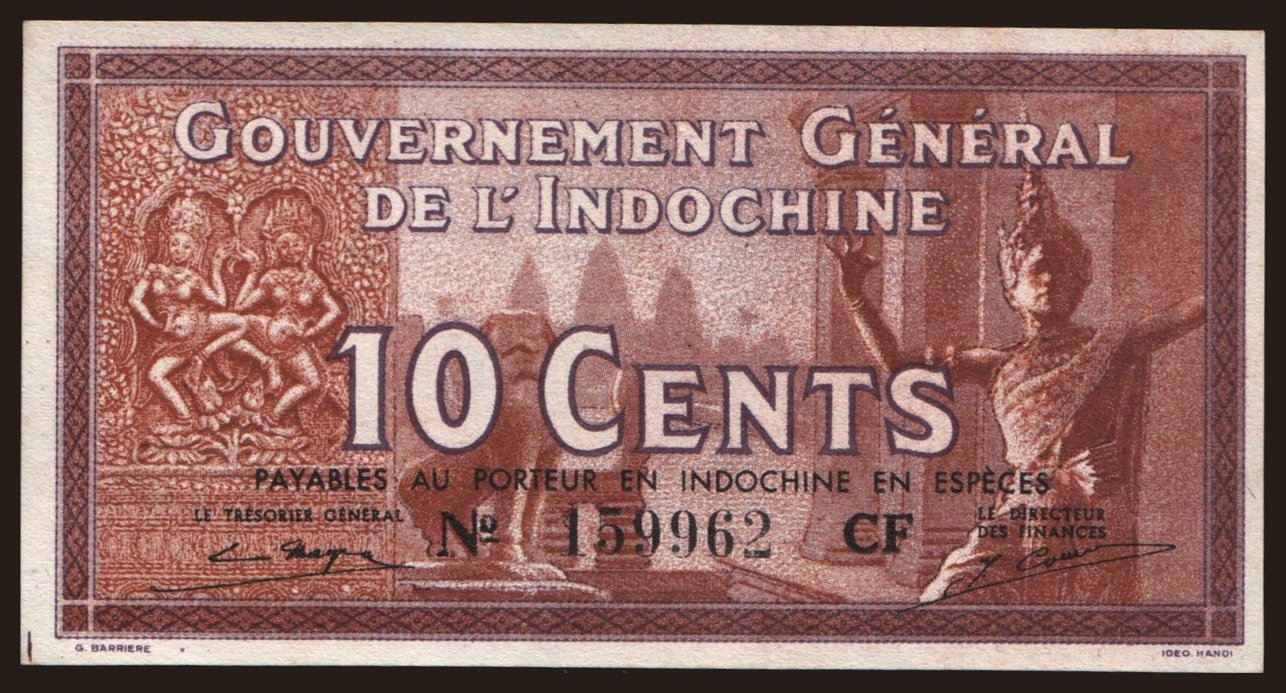 GOUVERNEMENT GÉNÉRAL
DE L'INDOCHINE
10 CENTS
PAYABLES AU PORTEUR EN INDOCHINE EN ESPÈCES
LE TRÉSORIER GÉNÉRAL
Nº 159962 CF
LE DIRECTEUR
DES FINANCES
G. BARRIERE
IDEO. HANOI